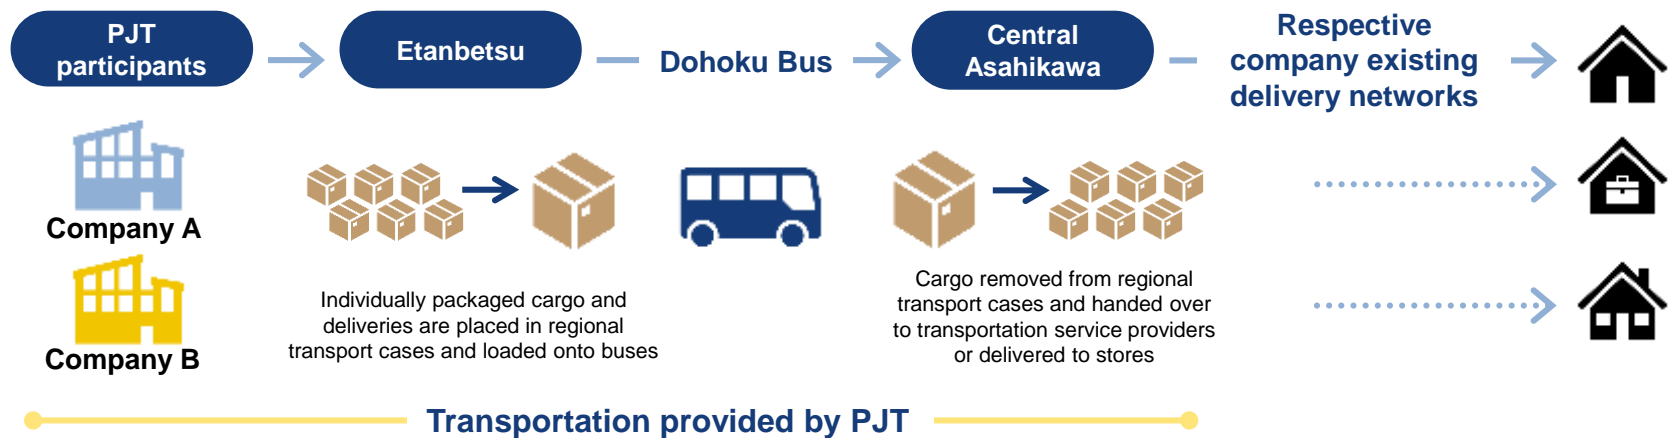 PJT
participants
Etanbetsu
Dohoku Bus
Central
Asahikawa
Respective
company existing
delivery networks
Company A
Company B
Individually packaged cargo and
deliveries are placed in regional
transport cases and loaded onto buses
Cargo removed from regional
transport cases and handed over
to transportation service providers
or delivered to stores
Transportation provided by PJT